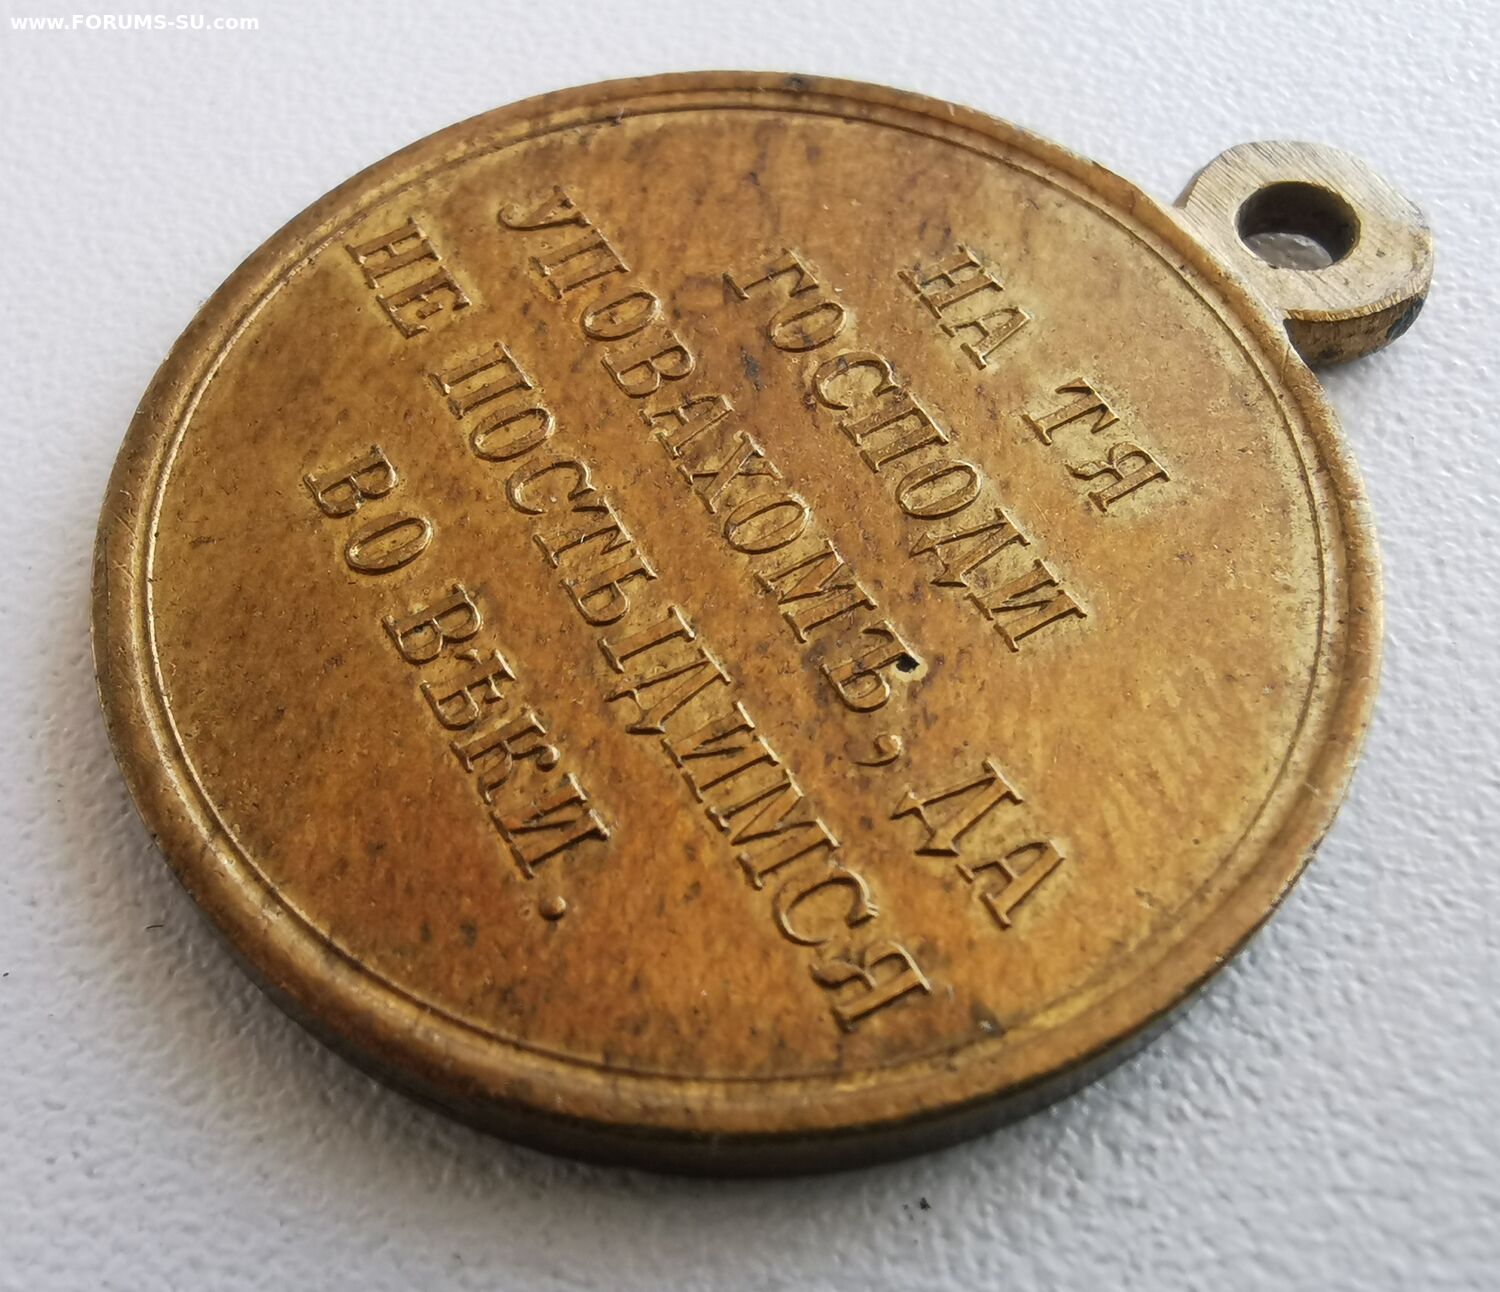 www.FORUMS-SU.com
НА ТЯ
ГОСПОДИ
УПОВАХОМЪ, ДА
НЕ ПОСТЫДИМСЯ
ВО ВѢКИ.